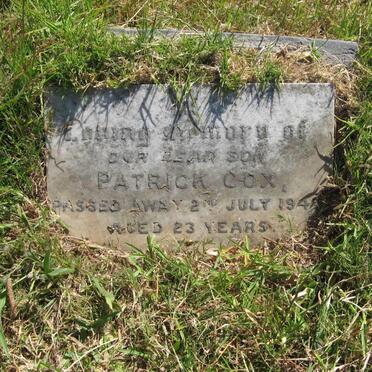 Loving memory of
OUR DEAR SON
PATRICK COX,
PASSED AWAY 2ND JULY
AGED 23 YEARS.